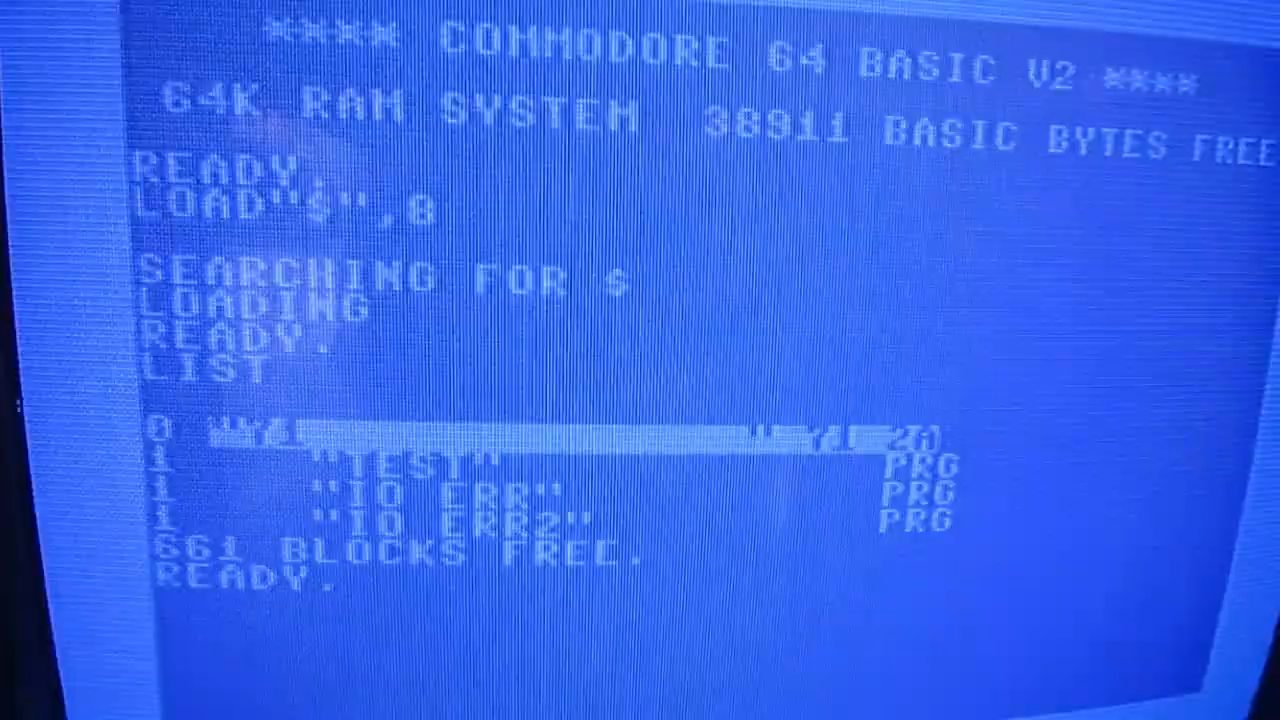 **** COMMODORE 64 BASIC V2 ****
64K RAM SYSTEM 38911 BASIC BYTES FREE
READY.
LOAD"$",8
SEARCHING FOR $
LOADING
READY.
LIST
0
1 "TEST" PRG
1 "IO ERR" PRG
1 "IO ERR2" PRG
661 BLOCKS FREE.
READY.